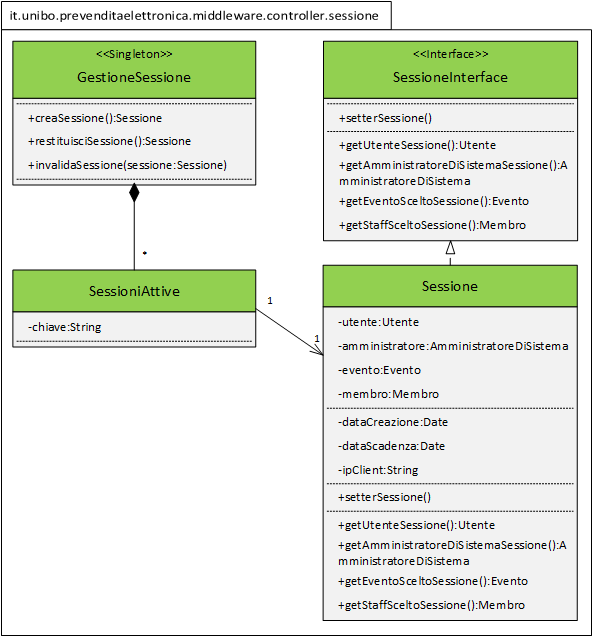 it.unibo.prevenditaelettronica.middleware.controller.sessione
<<Singleton>>
GestioneSessione
+creaSessione():Sessione
+restituisciSessione():Sessione
+invalidaSessione(sessione:Sessione)
*
SessioniAttive
-chiave:String
1
1
<<Interface>>
SessioneInterface
+setterSessione()
+getUtenteSessione():Utente
+getAmministratoreDiSistemaSessione():A
mministratoreDiSistema
+getEventoSceltoSessione():Evento
+getStaffSceltoSessione():Membro
Sessione
-utente:Utente
-amministratore:AmministratoreDiSistema
-evento:Evento
-membro:Membro
-dataCreazione:Date
-dataScadenza:Date
-ipClient:String
+setterSessione()
+getUtenteSessione():Utente
+getAmministratoreDiSistemaSessione():A
mministratoreDiSistema
+getEventoSceltoSessione():Evento
+getStaffSceltoSessione():Membro